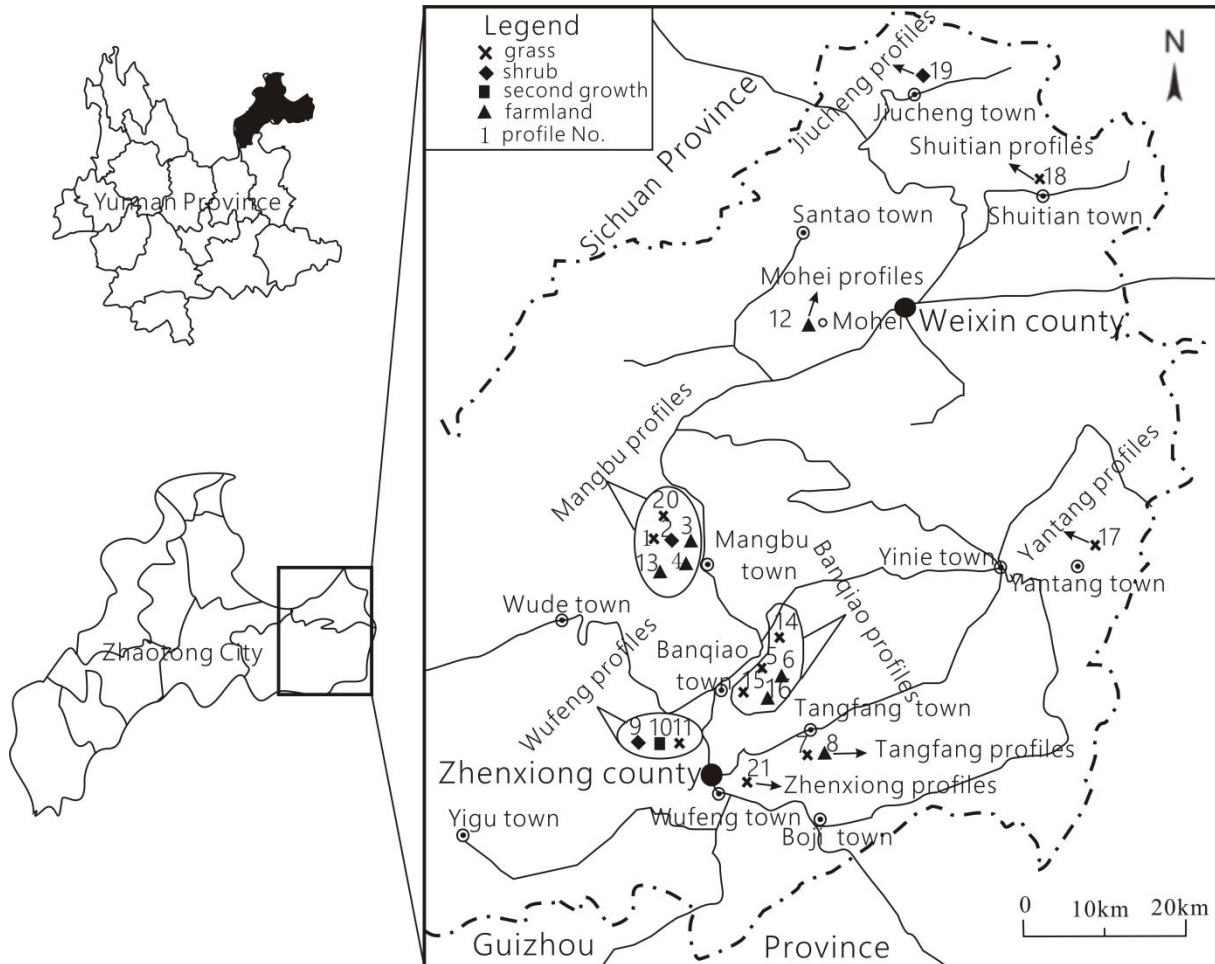 Legend
grass
shrub
second growth
farmland
1 profile No.
N
Yunnan Province
Zhaotong City
Sichuan Province
Jiucheng profiles
19
Jiucheng town
Shuitian profiles
18
Shuitian town
Santao town
Mohei profiles
12
Mohei
Weixin county
Mangbu profiles
20
1
2
3
13
4
Mangbu
town
Yantang profiles
17
Yinie town
Yantang town
Wude town
Banqiao profiles
14
5
6
15
16
Banqiao
town
Wufeng profiles
9
10
11
Tangfang town
7
8
Tangfang profiles
Zhenxiong county
21
Zhenxiong profiles
Wufeng town
Yigu town
Boji town
0
10km
20km
Guizhou
Province